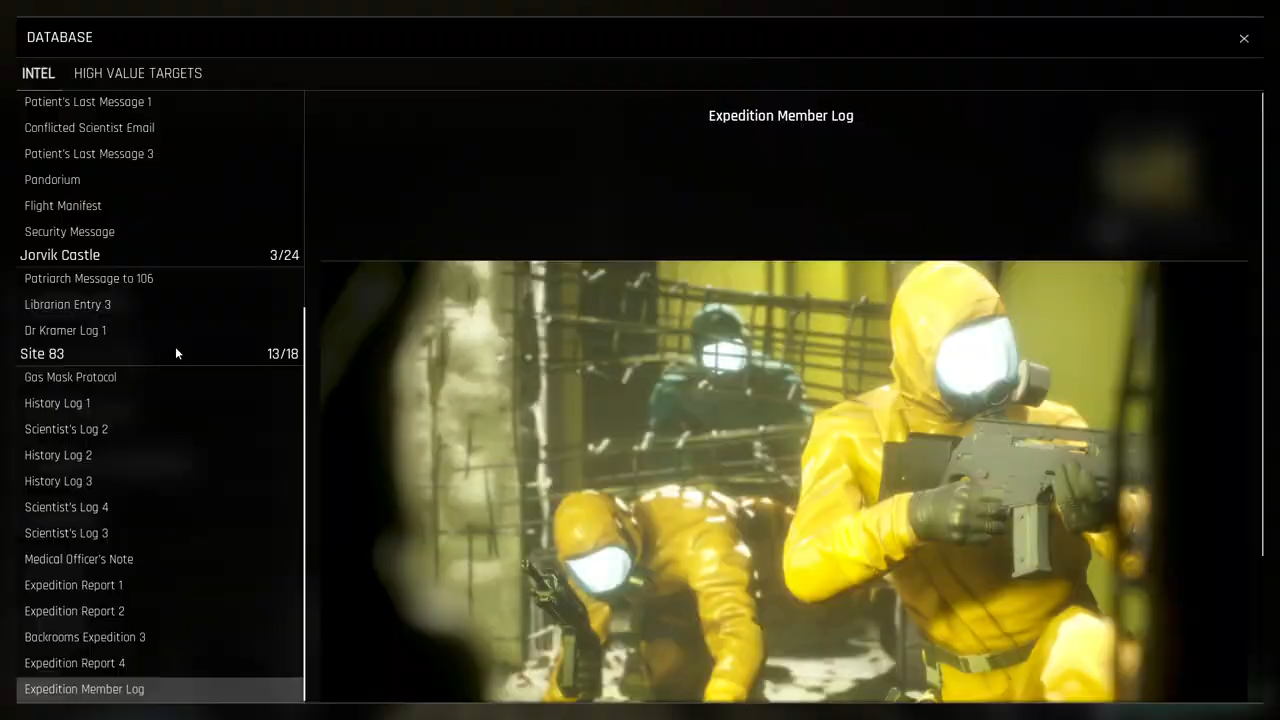 DATABASE
INTEL HIGH VALUE TARGETS
Patient's Last Message 1
Conflicted Scientist Email
Patient's Last Message 3
Pandorium
Flight Manifest
Security Message
Jorvik Castle 3/24
Patriarch Message to 106
Librarian Entry 3
Dr Kramer Log 1
Site 83 13/18
Gas Mask Protocol
History Log 1
Scientist's Log 2
History Log 2
History Log 3
Scientist's Log 4
Scientist's Log 3
Medical Officer's Note
Expedition Report 1
Expedition Report 2
Backrooms Expedition 3
Expedition Report 4
Expedition Member Log
Expedition Member Log